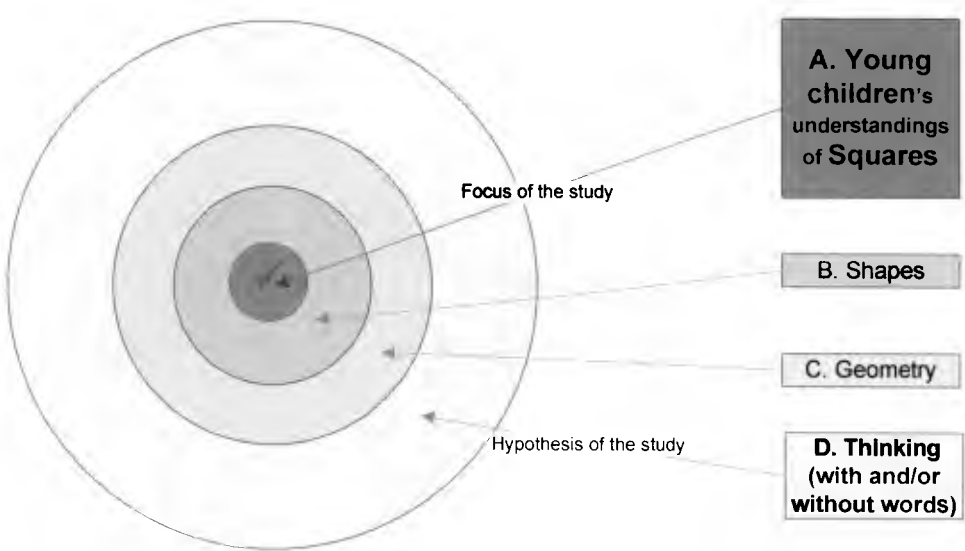 A. Young
children's
understandings
of Squares
Focus of the study
B. Shapes
C. Geometry
Hypothesis of the study
D. Thinking
(with and/or
without words)